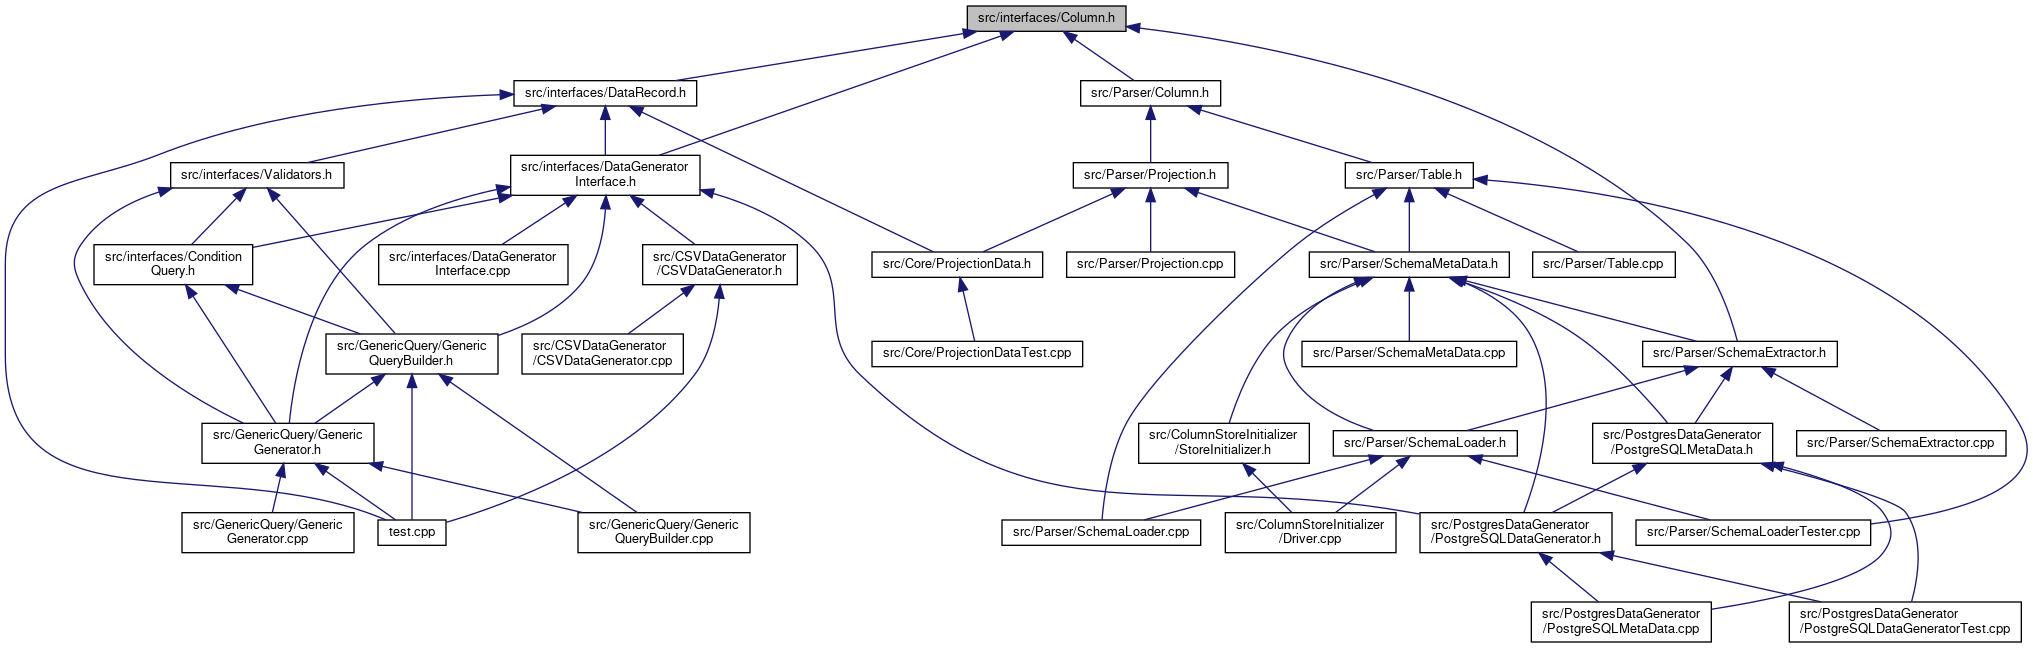 src/interfaces/Column.h
src/interfaces/DataRecord.h
src/Parser/Column.h
src/interfaces/Validators.h
src/interfaces/DataGenerator
Interface.h
src/Parser/Projection.h
src/Parser/Table.h
src/interfaces/Condition
Query.h
src/interfaces/DataGenerator
Interface.cpp
src/CSVDataGenerator
/CSVDataGenerator.h
src/Core/ProjectionData.h
src/Parser/Projection.cpp
src/Parser/SchemaMetaData.h
src/Parser/Table.cpp
src/GenericQuery/Generic
QueryBuilder.h
src/CSVDataGenerator
/CSVDataGenerator.cpp
src/Core/ProjectionDataTest.cpp
src/Parser/SchemaMetaData.cpp
src/Parser/SchemaExtractor.h
src/GenericQuery/Generic
Generator.h
src/ColumnStoreInitializer
/StoreInitializer.h
src/Parser/SchemaLoader.h
src/PostgresDataGenerator
/PostgreSQLMetaData.h
src/Parser/SchemaExtractor.cpp
src/GenericQuery/Generic
Generator.cpp
test.cpp
src/GenericQuery/Generic
QueryBuilder.cpp
src/Parser/SchemaLoader.cpp
src/ColumnStoreInitializer
/Driver.cpp
src/PostgresDataGenerator
/PostgreSQLDataGenerator.h
src/Parser/SchemaLoaderTester.cpp
src/PostgresDataGenerator
/PostgreSQLMetaData.cpp
src/PostgresDataGenerator
/PostgreSQLDataGeneratorTest.cpp